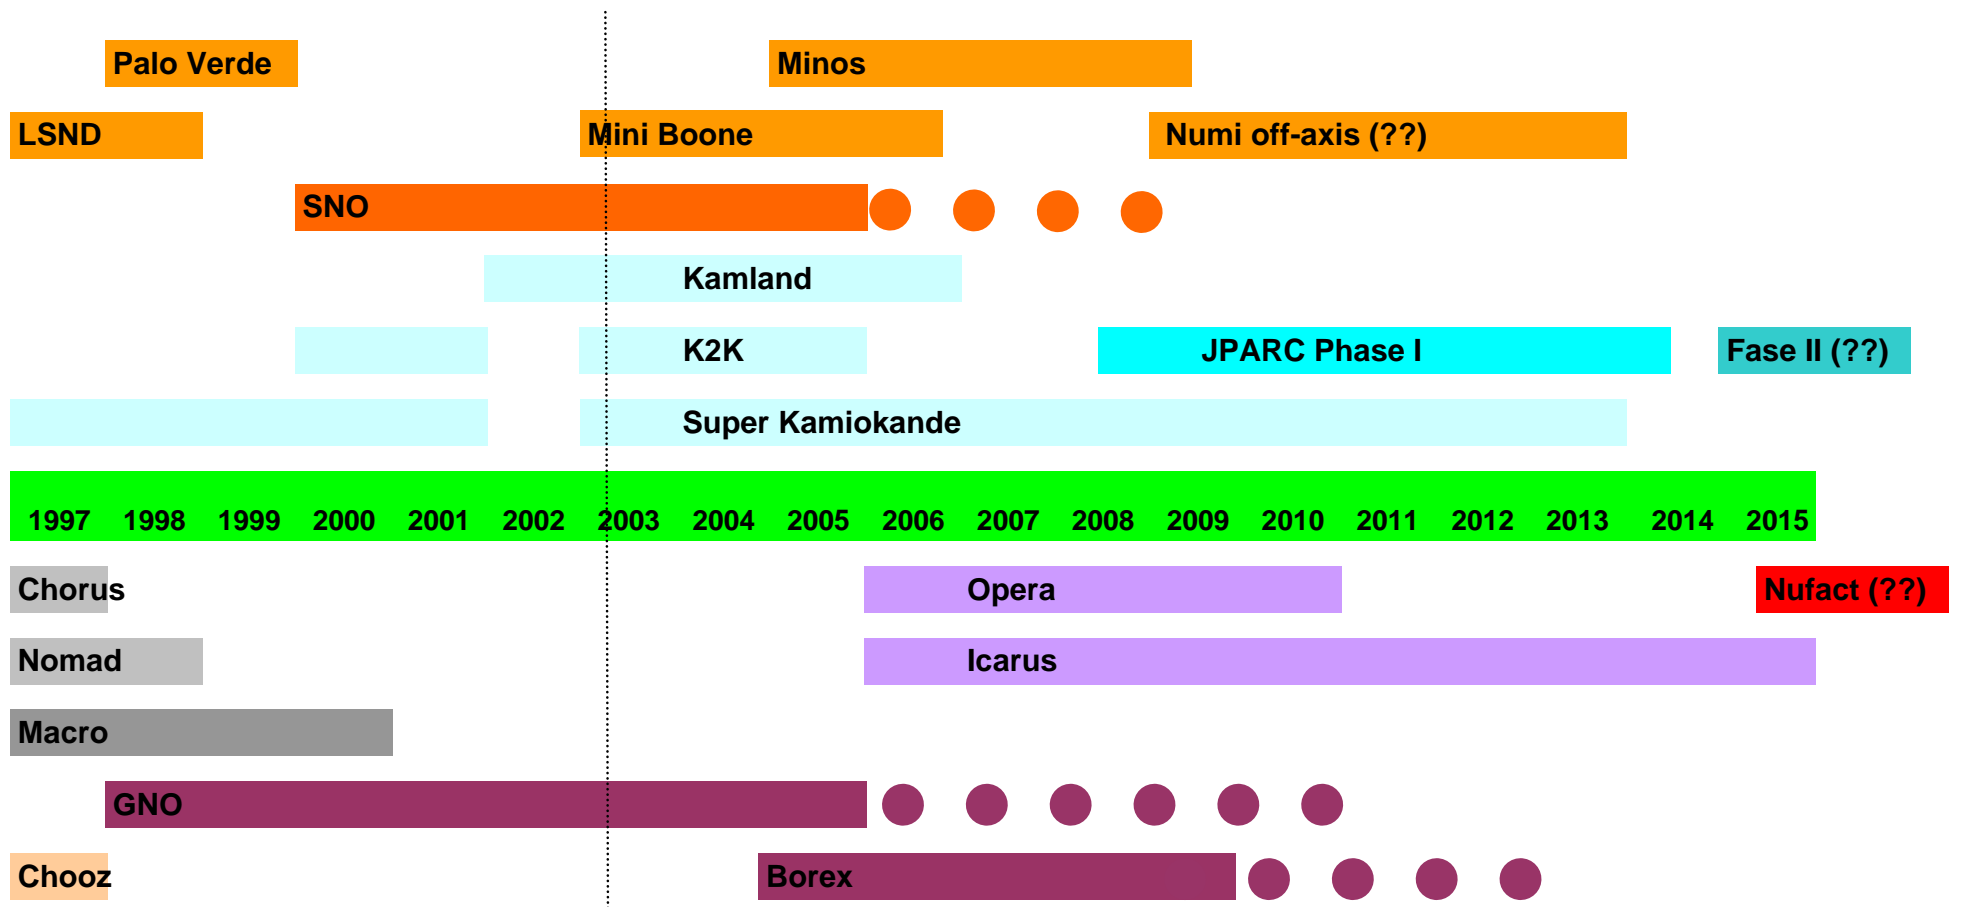 Palo Verde Minos
LSND Mini Boone Numi off-axis (??)
SNO
Kamland
K2K JPARC Phase I Fase II (??)
Super Kamiokande
1997 1998 1999 2000 2001 2002 2003 2004 2005 2006 2007 2008 2009 2010 2011 2012 2013 2014 2015
Chorus Opera Nufact (??)
Nomad Icarus
Macro
GNO
Chooz Borex